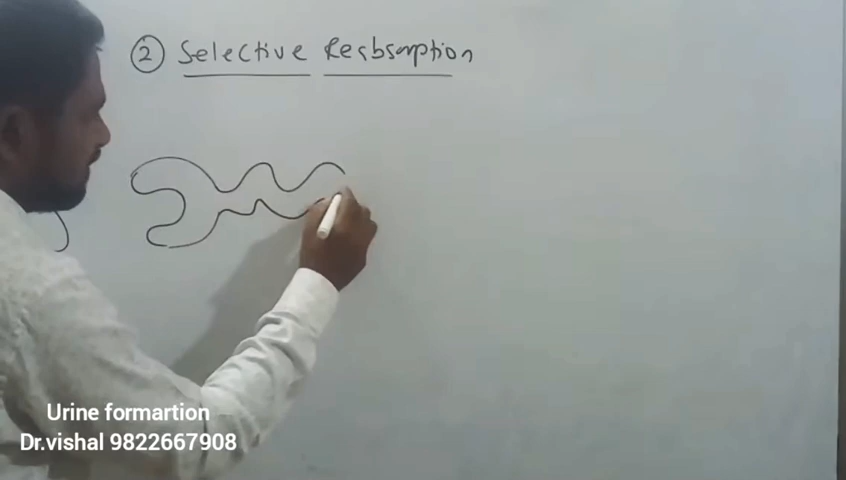 ② Selective Reabsorption
Urine formartion
Dr.vishal 9822667908